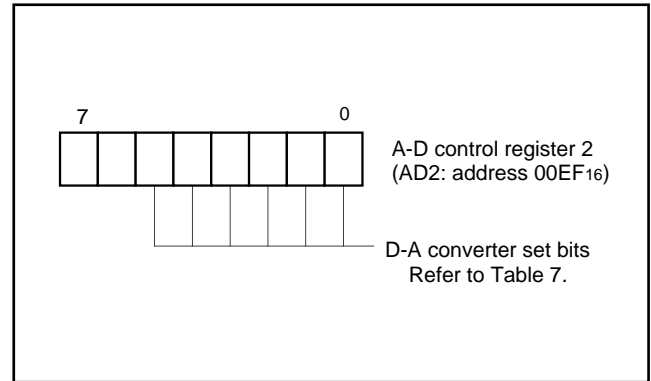 7 0
A-D control register 2
(AD2: address 00EF16)
D-A converter set bits
Refer to Table 7.